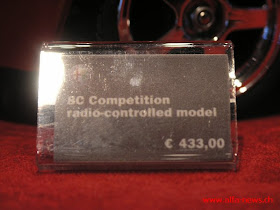 8C Competition
radio-controlled model
€ 433,00